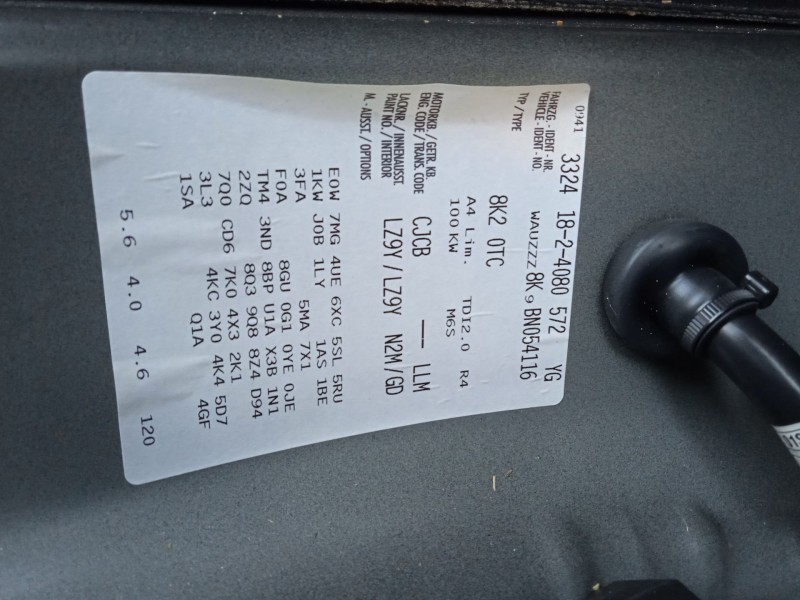 0941 3324 18-2-4080 572 YG
FAHRZG.-IDENT-NR.
VEHICLE-IDENT-NO. WAUZZZ 8K 9 BN054116
TYP/TYPE 8K2 0TC
A4 Lim. TDI2.0 R4
100KW M6S
MOTORKB./GETR.KB.
ENG.CODE/TRANS.CODE CJCB --- LLM
LACKNR./INNENAUSST.
PAINT NO./INTERIOR LZ9Y/LZ9Y N2M/GD
M.-AUSST./OPTIONS
E0W 7MG 4UE 6XC 5SL 5RU
1KW J0B 1LY 1AS 1BE
3FA 5MA 7X1
F0A 8GU 0G1 0YE 0JE
TM4 3ND 8BP U1A X3B 1N1
2ZQ 8Q3 9Q8 8Z4 D94
7Q0 CD6 7K0 4X3 2K1
3L3 4KC 3Y0 4K4 5D7
1SA Q1A 4GF
5.6 4.0 4.6 120